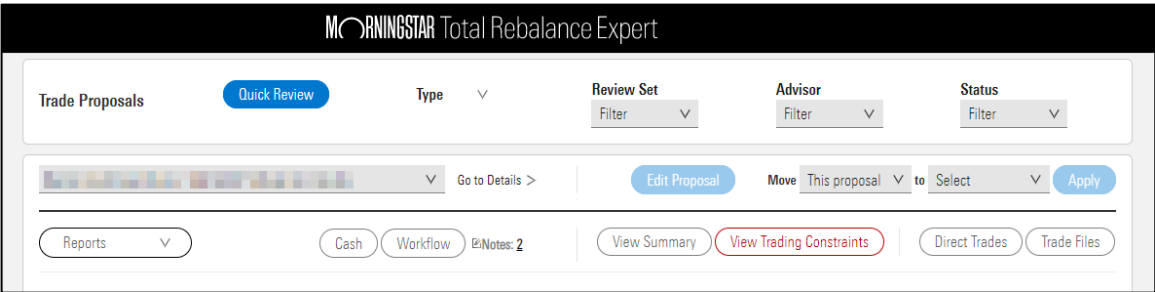 MORNINGSTAR Total Rebalance Expert
Trade Proposals Quick Review Type Review Set Advisor Status
Filter Filter Filter
Go to Details > Edit Proposal Move This proposal to Select Apply
Reports Cash Workflow Notes: 2 View Summary View Trading Constraints Direct Trades Trade Files